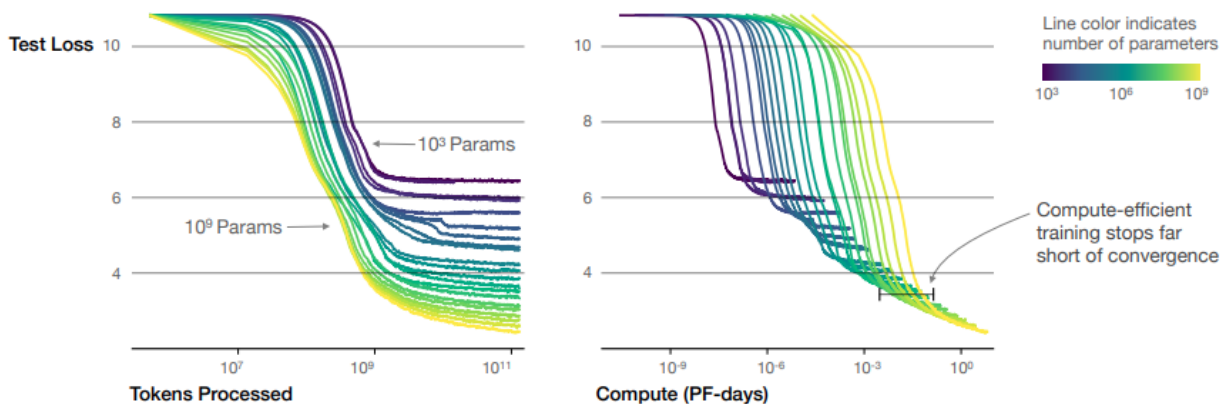 Test Loss
10
8
6
4
10³ Params
10⁹ Params
10⁷
10⁹
10¹¹
Tokens Processed
10
8
6
4
Compute-efficient
training stops far
short of convergence
10⁻⁹
10⁻⁶
10⁻³
10⁰
Compute (PF-days)
Line color indicates
number of parameters
10³
10⁶
10⁹